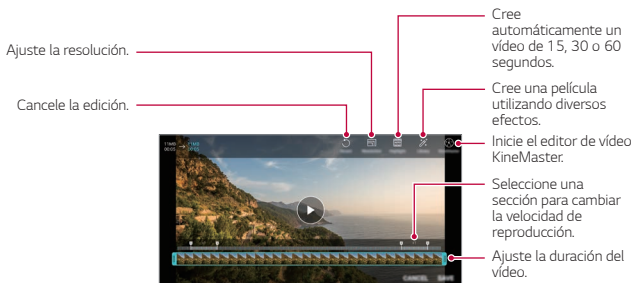 Ajuste la resolución.
Cancele la edición.
Cree
automáticamente un
vídeo de 15, 30 o 60
segundos.
Cree una película
utilizando diversos
efectos.
Inicie el editor de vídeo
KineMaster.
Seleccione una
sección para cambiar
la velocidad de
reproducción.
Ajuste la duración del
vídeo.
CANCEL SAVE